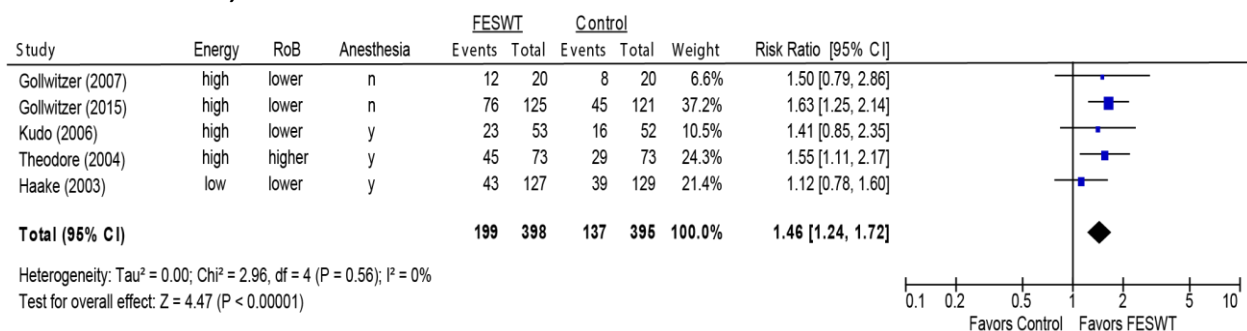 FESWT Control
Study Energy RoB Anesthesia Events Total Events Total Weight Risk Ratio [95% CI]
Gollwitzer (2007) high lower n 12 20 8 20 6.6% 1.50 [0.79, 2.86]
Gollwitzer (2015) high lower n 76 125 45 121 37.2% 1.63 [1.25, 2.14]
Kudo (2006) high lower y 23 53 16 52 10.5% 1.41 [0.85, 2.35]
Theodore (2004) high higher y 45 73 29 73 24.3% 1.55 [1.11, 2.17]
Haake (2003) low lower y 43 127 39 129 21.4% 1.12 [0.78, 1.60]
Total (95% CI) 199 398 137 395 100.0% 1.46 [1.24, 1.72]
Heterogeneity: Tau² = 0.00; Chi² = 2.96, df = 4 (P = 0.56); I² = 0%
Test for overall effect: Z = 4.47 (P < 0.00001)
0.1 0.2 0.5 1 2 5 10
Favors Control Favors FESWT